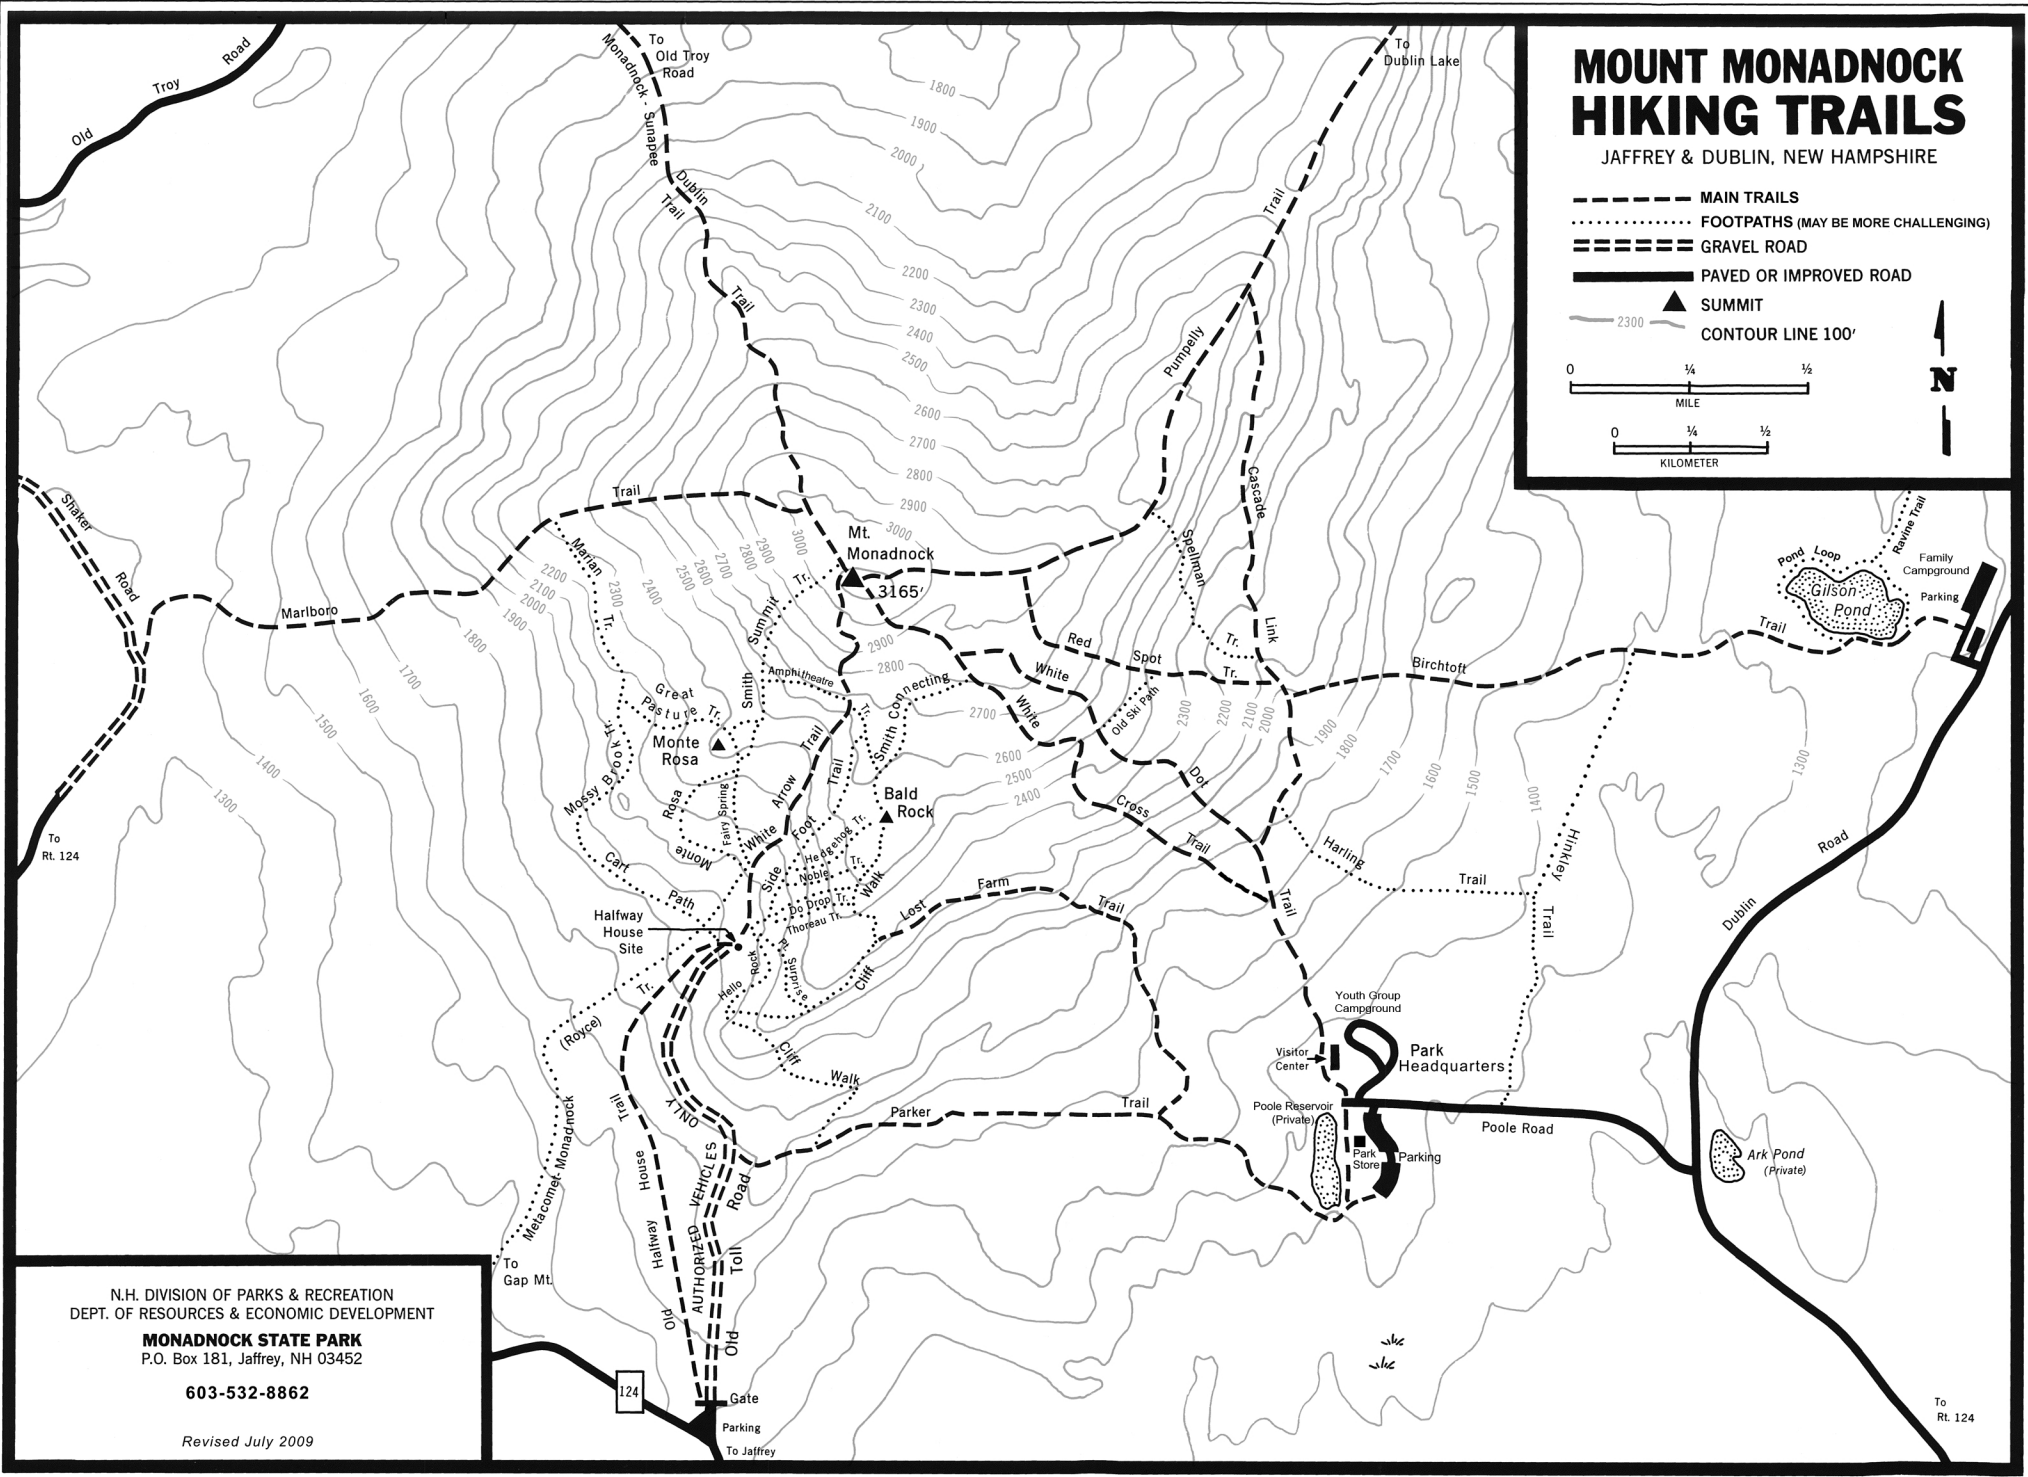 MOUNT MONADNOCK
HIKING TRAILS
JAFFREY & DUBLIN, NEW HAMPSHIRE
MAIN TRAILS
FOOTPATHS (MAY BE MORE CHALLENGING)
GRAVEL ROAD
PAVED OR IMPROVED ROAD
SUMMIT
2300
CONTOUR LINE 100'
0 ¼ ½
MILE
0 ¼ ½
KILOMETER
N
Old Troy Road
To
Old Troy
Road
Monadnock - Sunapee
Dublin
Trail
Trail
To
Dublin Lake
1800
1900
2000
2100
2200
2300
2400
2500
2600
2700
2800
2900
3000
Trail
Pumpelly
Cascade
Link
Spellman
Tr.
Shaker
Road
To
Rt. 124
Marlboro
Trail
Marian
Tr.
2200
2100
2000
1900
1800
1700
1600
1500
1400
1300
2300
2400
2500
2600
2700
2800
2900
3000
Mt.
Monadnock
3165'
Summit
Tr.
Smith
Amphitheatre
Tr.
2900
2800
2700
2600
2500
2400
Smith Connecting
Great
Pasture Tr.
Monte
Rosa
Mossy Brook Tr.
Rosa
Monte
Fairy Spring
White
Arrow
Trail
Side
Foot
Trail
Bald
Rock
Hedgehog Tr.
Noble Tr.
Do Drop Tr.
Thoreau Tr.
Cliff
Walk
Cart
Path
Halfway
House
Site
Hello
Rock
Pt.
Surprise
Cliff
Walk
Lost
Farm
Trail
Red
Spot
Tr.
White
White
Old Ski Path
Dot
Trail
Cross
Trail
2300
2200
2100
2000
1900
1800
1700
1600
1500
1400
1300
Birchtoft
Trail
Harling
Trail
Hinkley
Trail
Pond Loop
Ravine Trail
Gilson
Pond
Family
Campground
Parking
Dublin
Road
Youth Group
Campground
Visitor
Center
Park
Headquarters
Poole Reservoir
(Private)
Park
Store
Parking
Poole Road
Ark Pond
(Private)
To
Rt. 124
Parker
Trail
Tr.
(Royce)
Metacomet-Monadnock
To
Gap Mt.
Old
Halfway
House
Trail
AUTHORIZED VEHICLES ONLY
Old
Toll
Road
Gate
Parking
To Jaffrey
124
N.H. DIVISION OF PARKS & RECREATION
DEPT. OF RESOURCES & ECONOMIC DEVELOPMENT
MONADNOCK STATE PARK
P.O. Box 181, Jaffrey, NH 03452
603-532-8862
Revised July 2009